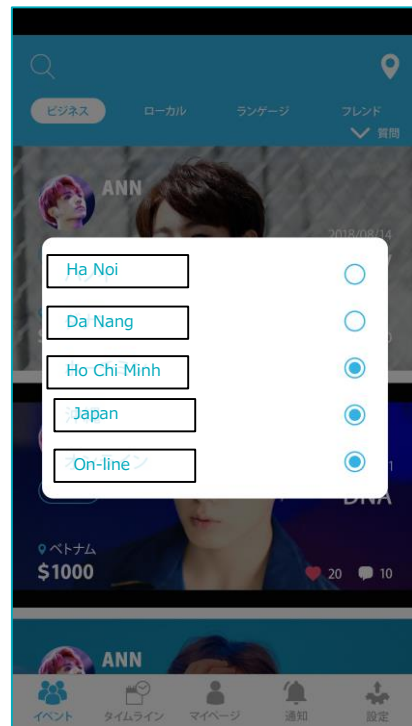 ビジネス ローカル ランゲージ フレンド
質問
ANN
2018/08/14
Ha Noi
Da Nang
Ho Chi Minh
Japan
On-line
DNA
ベトナム
$1000
20 10
ANN
イベント タイムライン マイページ 通知 設定